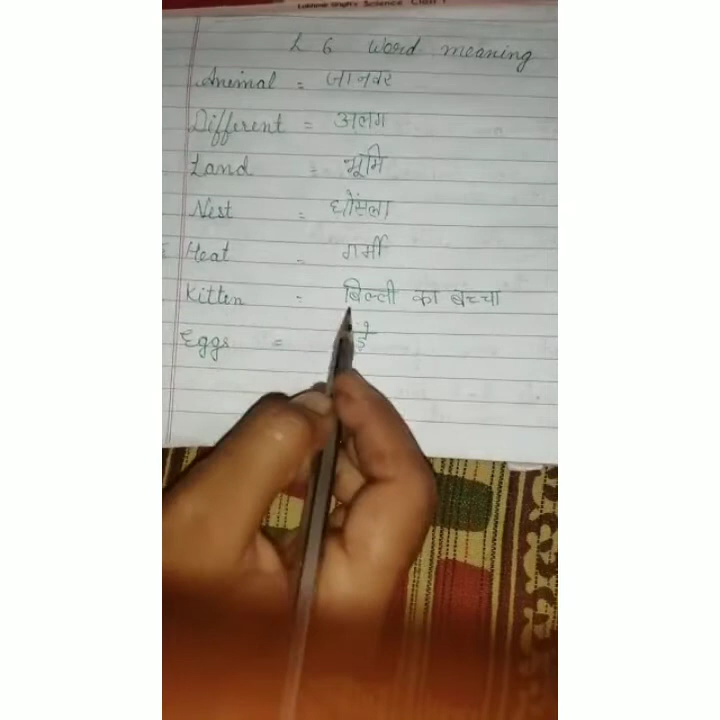 L 6 Word meaning
Animal = जानवर
Different = अलग
Land = भूमि
Nest = घोंसला
Heat = गर्मी
Kitten = बिल्ली का बच्चा
Eggs =